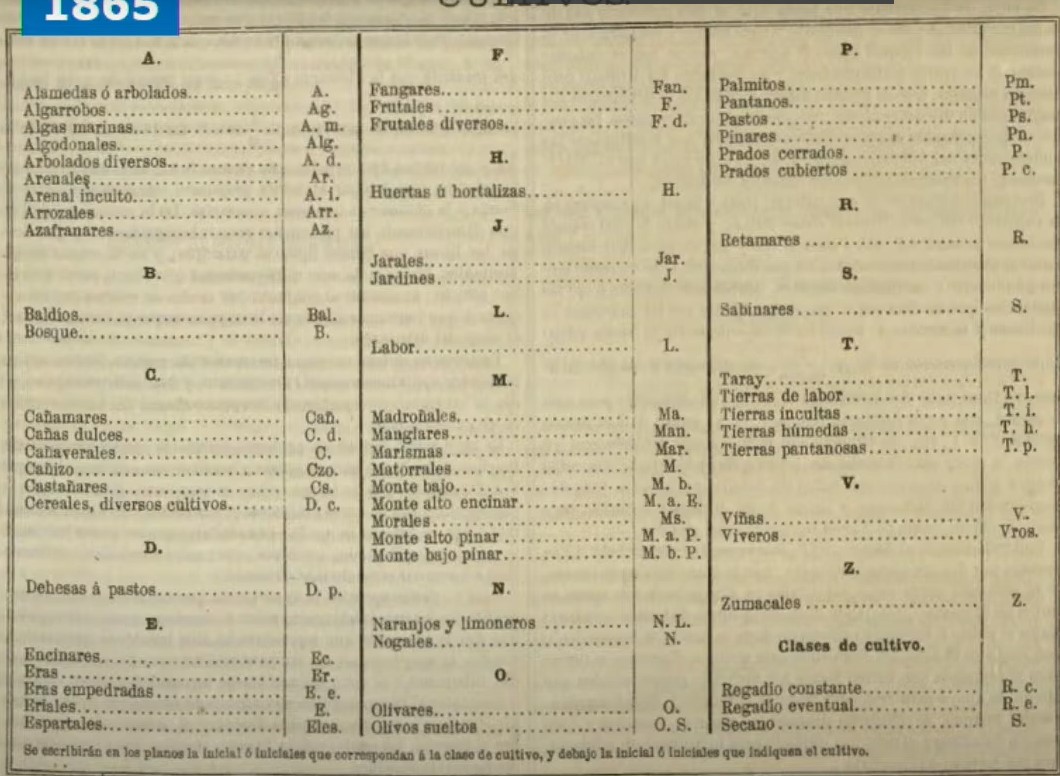 1865
CULTIVOS
A.
Alamedas ó arbolados........ A.
Algarrobos........ Ag.
Algas marinas........ A. m.
Algodonales........ Alg.
Arbolados diversos........ A. d.
Arenales........ Ar.
Arenal inculto........ A. i.
Arrozales........ Arr.
Azafranares........ Az.
B.
Baldíos........ Bal.
Bosque........ B.
C.
Cañamares........ Cañ.
Cañas dulces........ C. d.
Cañaverales........ C.
Cañizo........ Czo.
Castañares........ Cs.
Cereales, diversos cultivos........ D. c.
D.
Dehesas á pastos........ D. p.
E.
Encinares........ Ec.
Eras........ Er.
Eras empedradas........ E. e.
Eriales........ E.
Espartales........ Eles.
F.
Fangares........ Fan.
Frutales........ F.
Frutales diversos........ F. d.
H.
Huertas ú hortalizas........ H.
J.
Jarales........ Jar.
Jardines........ J.
L.
Labor........ L.
M.
Madroñales........ Ma.
Manglares........ Man.
Marismas........ Mar.
Matorrales........ M.
Monte bajo........ M. b.
Monte alto encinar........ M. a. E.
Morales........ Ms.
Monte alto pinar........ M. a. P.
Monte bajo pinar........ M. b. P.
N.
Naranjos y limoneros........ N. L.
Nogales........ N.
O.
Olivares........ O.
Olivos sueltos........ O. S.
P.
Palmitos........ Pm.
Pantanos........ Pt.
Pastos........ Ps.
Pinares........ Pn.
Prados cerrados........ P.
Prados cubiertos........ P. c.
R.
Retamares........ R.
S.
Sabinares........ S.
T.
Taray........ T.
Tierras de labor........ T. l.
Tierras incultas........ T. i.
Tierras húmedas........ T. h.
Tierras pantanosas........ T. p.
V.
Viñas........ V.
Viveros........ Vros.
Z.
Zumacales........ Z.
Clases de cultivo.
Regadío constante........ R. c.
Regadío eventual........ R. e.
Secano........ S.
Se escribirán en los planos la inicial ó iniciales que correspondan á la clase de cultivo, y debajo la inicial ó iniciales que indiquen el cultivo.